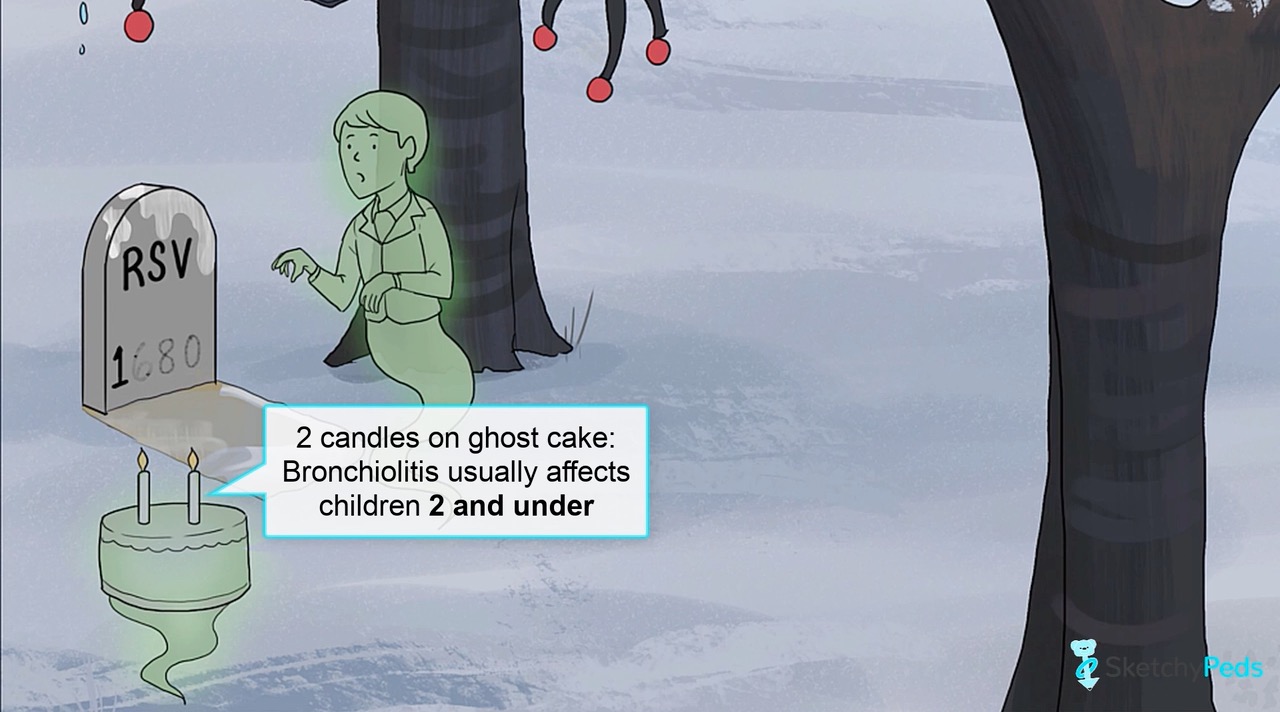 RSV
1680
2 candles on ghost cake:
Bronchiolitis usually affects
children 2 and under
SketchyPeds